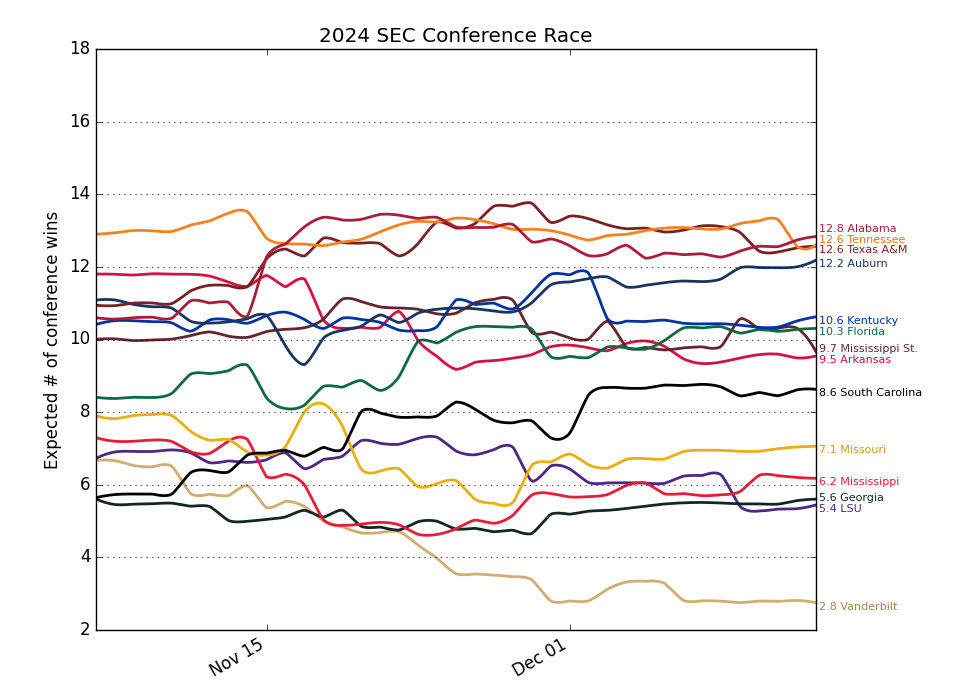 2024 SEC Conference Race
Expected # of conference wins
18
16
14
12
10
8
6
4
2
Nov 15
Dec 01
12.8 Alabama
12.6 Tennessee
12.6 Texas A&M
12.2 Auburn
10.6 Kentucky
10.3 Florida
9.7 Mississippi St.
9.5 Arkansas
8.6 South Carolina
7.1 Missouri
6.2 Mississippi
5.6 Georgia
5.4 LSU
2.8 Vanderbilt